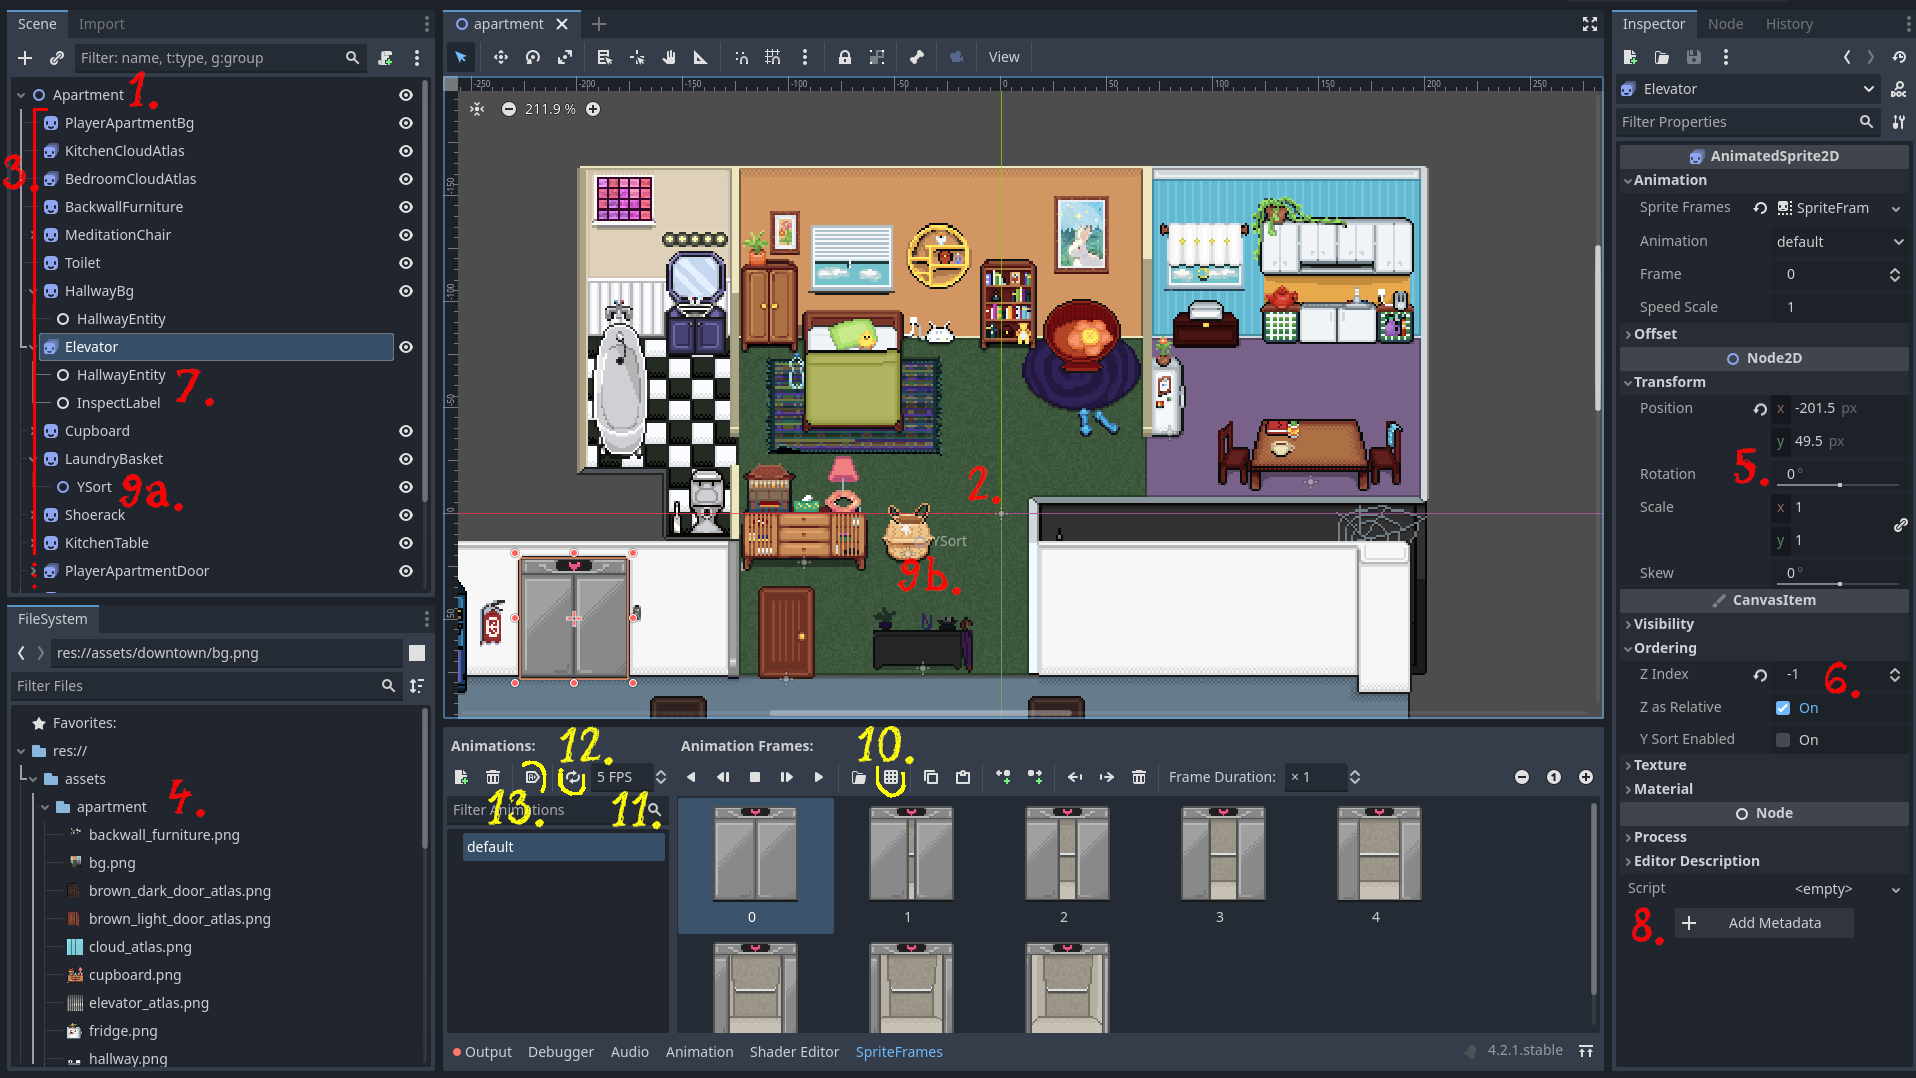 Scene Import
Filter: name, t:type, g:group
Apartment 1.
PlayerApartmentBg
KitchenCloudAtlas
3.
BedroomCloudAtlas
BackwallFurniture
MeditationChair
Toilet
HallwayBg
HallwayEntity
Elevator
HallwayEntity 7.
InspectLabel
Cupboard
LaundryBasket
YSort 9a.
Shoerack
KitchenTable
PlayerApartmentDoor
FileSystem
res://assets/downtown/bg.png
Filter Files
Favorites:
res://
assets
apartment 4.
backwall_furniture.png
bg.png
brown_dark_door_atlas.png
brown_light_door_atlas.png
cloud_atlas.png
cupboard.png
elevator_atlas.png
fridge.png
hallway.png
apartment
View
-250 -200 -150 -100 -50 0 50 100 150 200 250
211.9 %
-150
-100
-50
0
50
2.
YSort
9b.
Animations: 12. Animation Frames: 10.
5 FPS
Frame Duration: × 1
1
Filter Animations
13. 11.
default
0 1 2 3 4
Output Debugger Audio Animation Shader Editor SpriteFrames
4.2.1.stable
Inspector Node History
Elevator
Filter Properties
AnimatedSprite2D
Animation
Sprite Frames SpriteFram
Animation default
Frame 0
Speed Scale 1
Offset
Node2D
Transform
Position x -201.5 px
y 49.5 px
5.
Rotation 0 °
Scale x 1
y 1
Skew 0 °
CanvasItem
Visibility
Ordering
Z Index -1 6.
Z as Relative On
Y Sort Enabled On
Texture
Material
Node
Process
Editor Description
Script <empty>
8.
Add Metadata